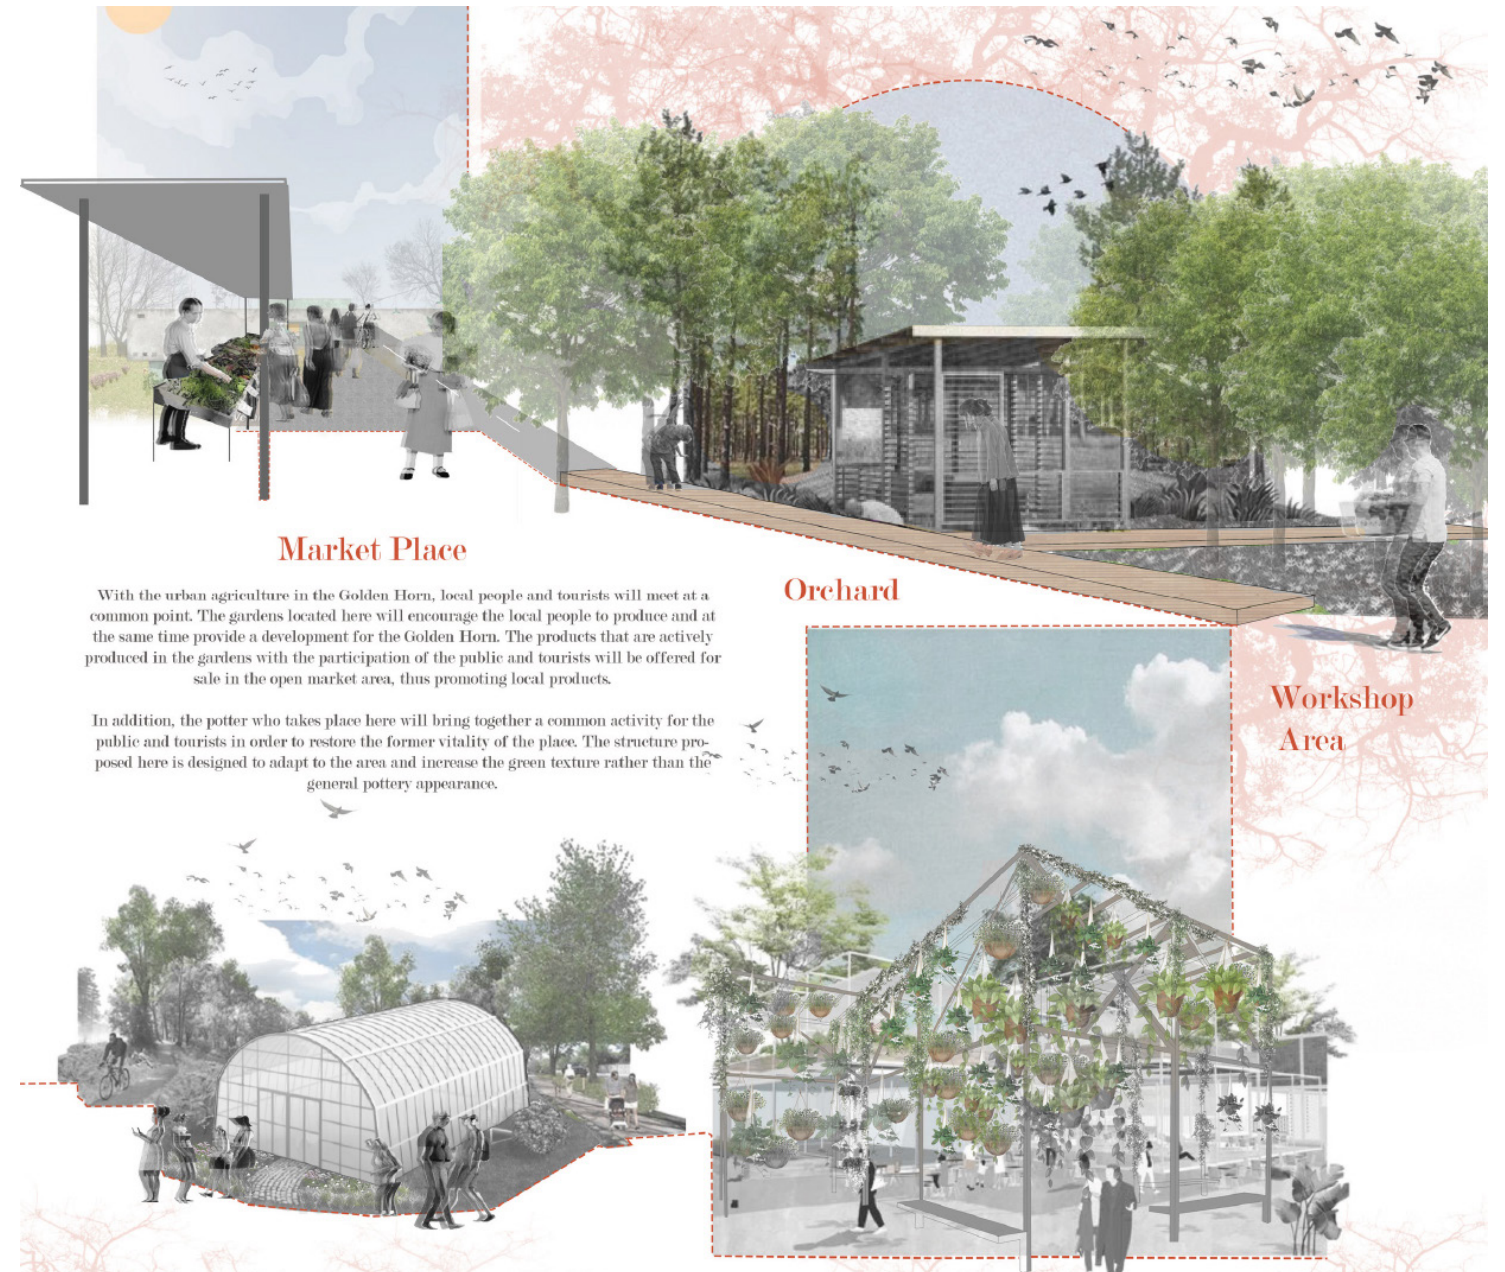 Market Place
With the urban agriculture in the Golden Horn, local people and tourists will meet at a
common point. The gardens located here will encourage the local people to produce and at
the same time provide a development for the Golden Horn. The products that are actively
produced in the gardens with the participation of the public and tourists will be offered for
sale in the open market area, thus promoting local products.
In addition, the potter who takes place here will bring together a common activity for the
public and tourists in order to restore the former vitality of the place. The structure pro-
posed here is designed to adapt to the area and increase the green texture rather than the
general pottery appearance.
Orchard
Workshop
Area